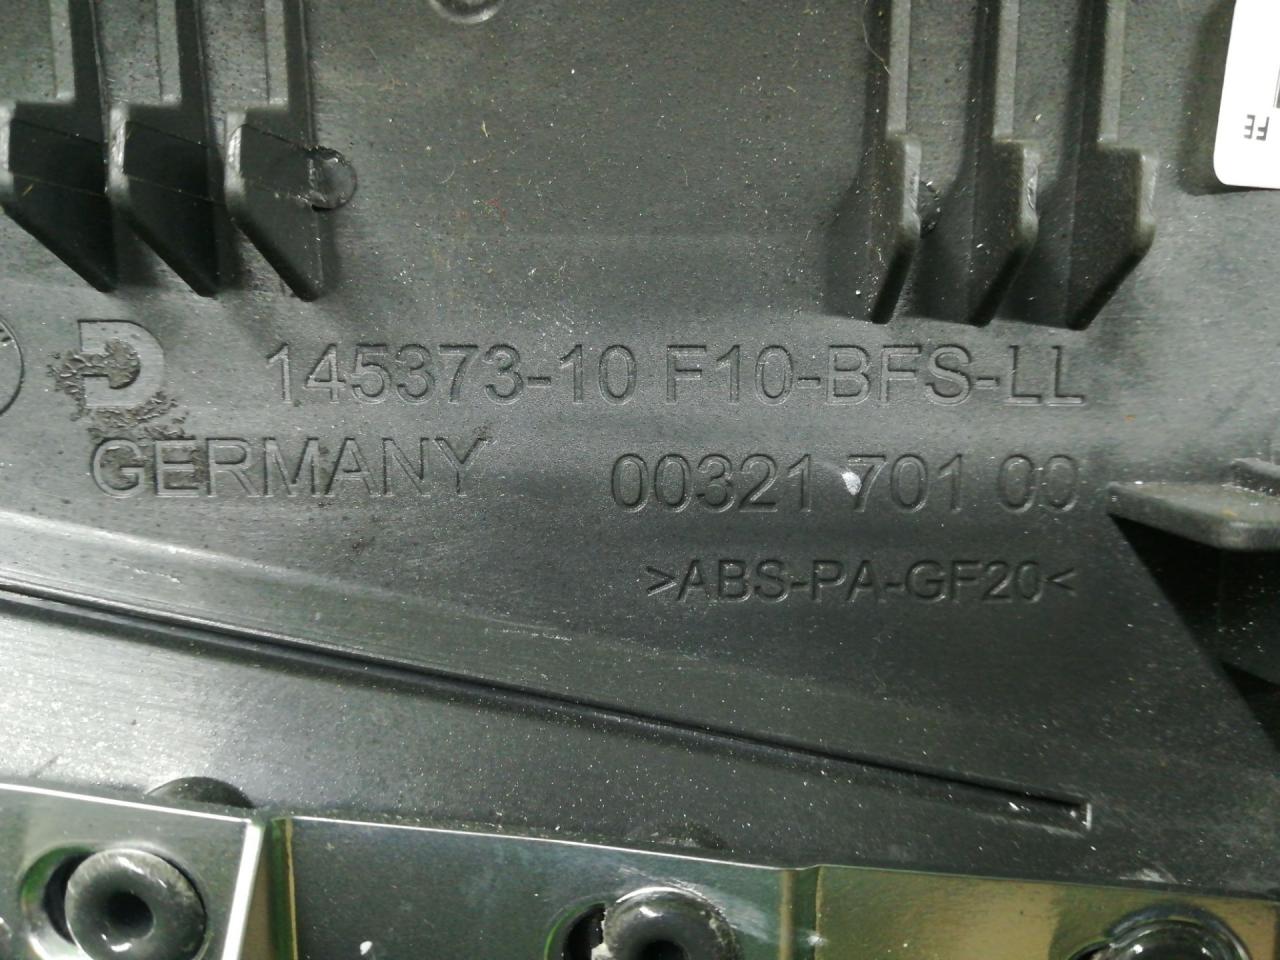 145373-10 F10-BFS-LL
GERMANY 00321 701 00
>ABS-PA-GF20<